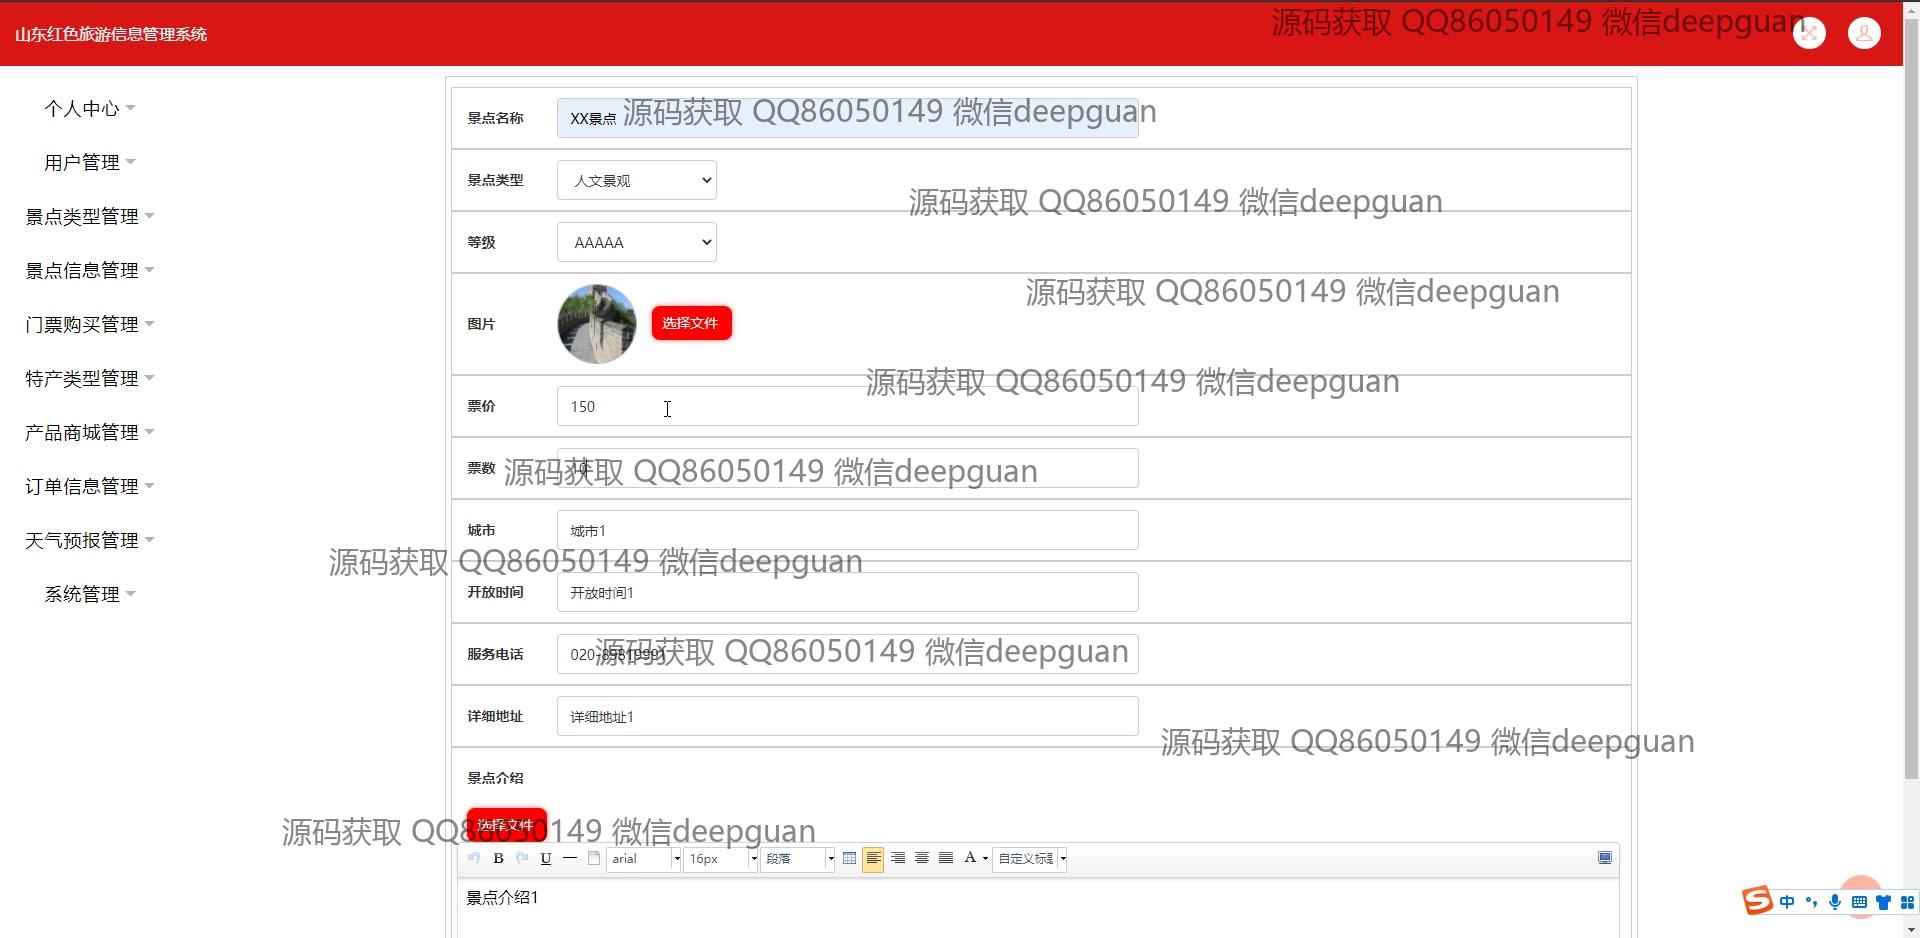 源码获取 QQ86050149 微信deepguan
山东红色旅游信息管理系统
个人中心
用户管理
景点类型管理
景点信息管理
门票购买管理
特产类型管理
产品商城管理
订单信息管理
天气预报管理
系统管理
景点名称 XX景点
源码获取 QQ86050149 微信deepguan
景点类型 人文景观
源码获取 QQ86050149 微信deepguan
等级 AAAAA
源码获取 QQ86050149 微信deepguan
图片 选择文件
源码获取 QQ86050149 微信deepguan
票价 150
票数
源码获取 QQ86050149 微信deepguan
城市 城市1
源码获取 QQ86050149 微信deepguan
开放时间 开放时间1
服务电话 020-89819991
源码获取 QQ86050149 微信deepguan
详细地址 详细地址1
源码获取 QQ86050149 微信deepguan
景点介绍
选择文件
源码获取 QQ86050149 微信deepguan
B U arial 16px 段落 A 自定义标题
景点介绍1
中